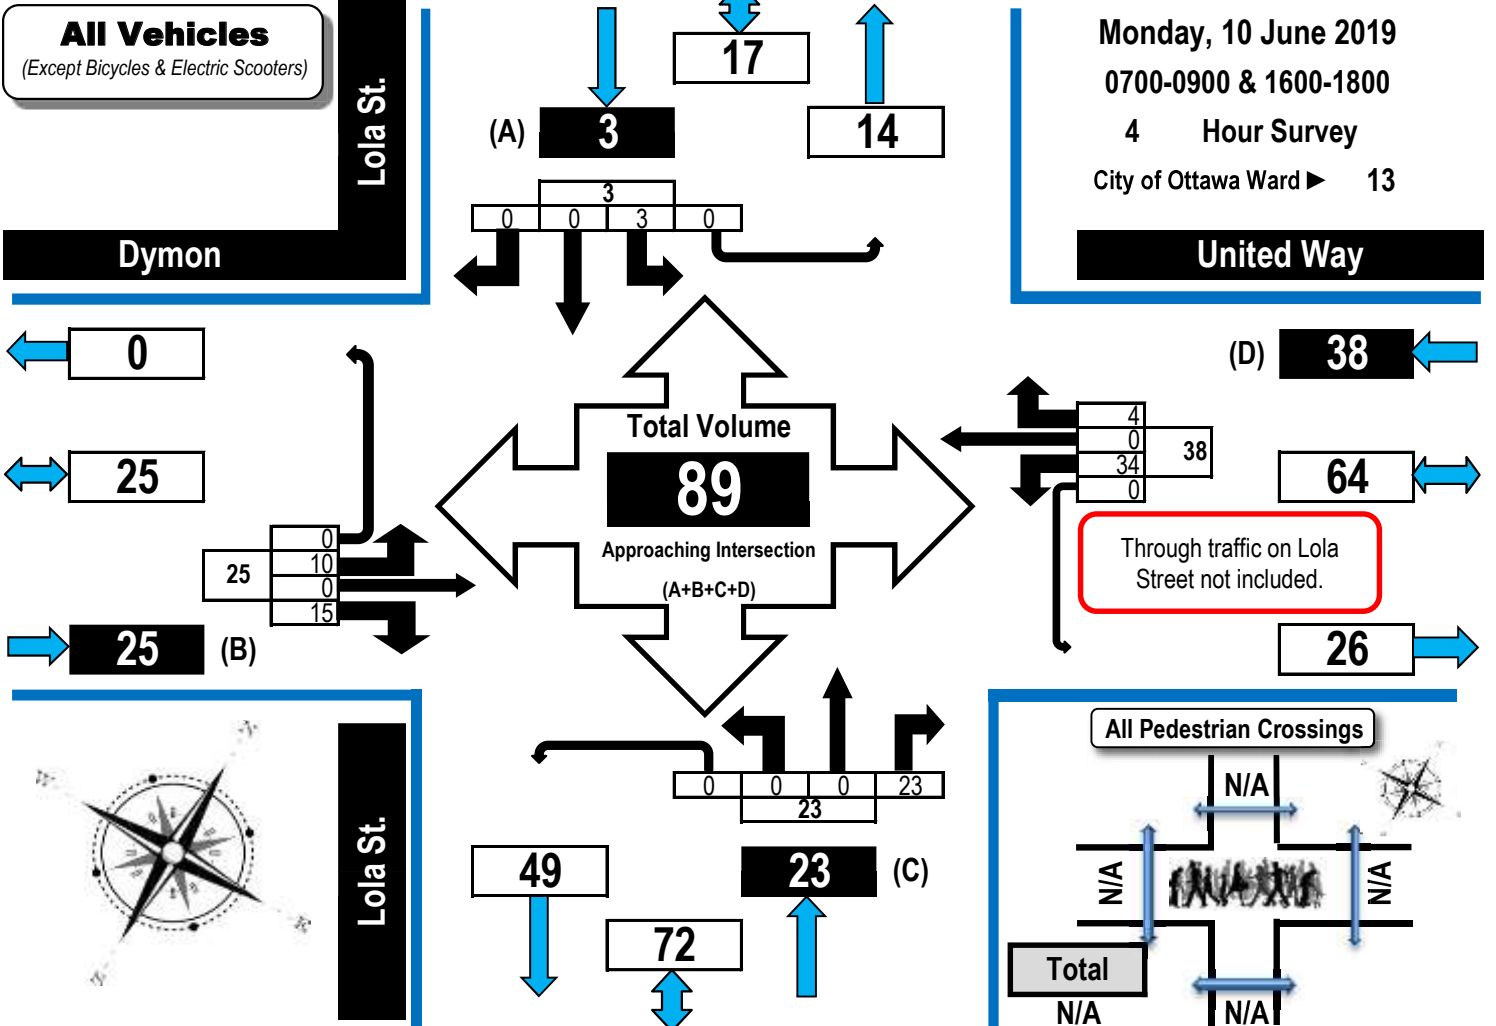 All Vehicles
(Except Bicycles & Electric Scooters)
Lola St.
Dymon
17
(A) 3
14
3
0 0 3 0
Monday, 10 June 2019
0700-0900 & 1600-1800
4 Hour Survey
City of Ottawa Ward ► 13
United Way
0
25
0
10
0
15
25
25 (B)
Total Volume
89
Approaching Intersection
(A+B+C+D)
(D) 38
4
0
34
0
38
64
Through traffic on Lola
Street not included.
26
Lola St.
0 0 0 23
23
49
23 (C)
72
All Pedestrian Crossings
N/A
N/A
N/A
N/A
Total
N/A